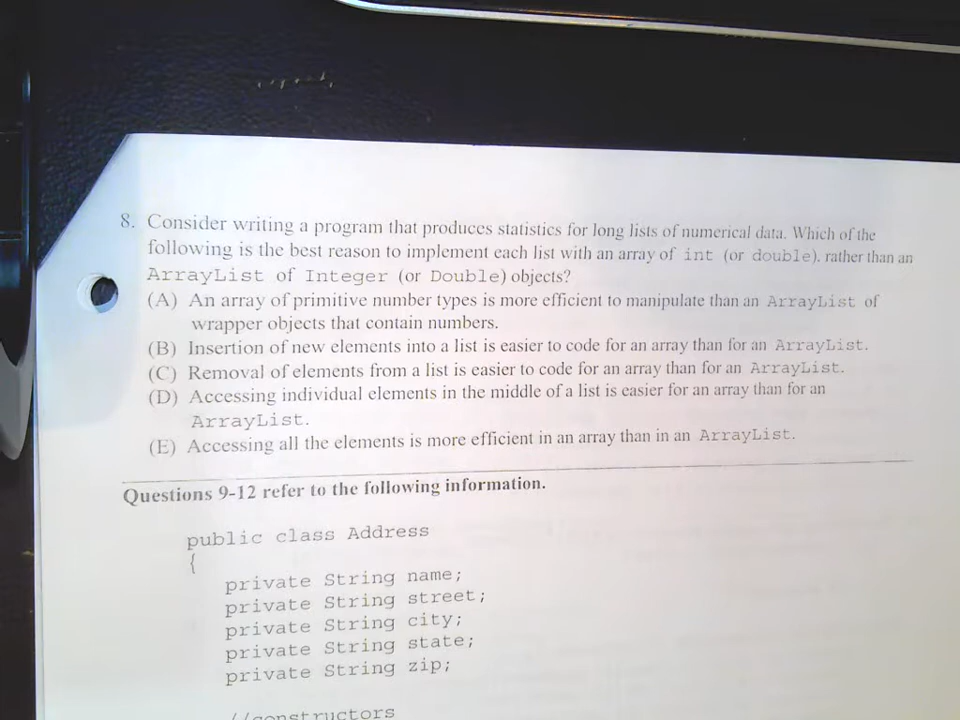 8. Consider writing a program that produces statistics for long lists of numerical data. Which of the
following is the best reason to implement each list with an array of int (or double), rather than an
ArrayList of Integer (or Double) objects?
(A) An array of primitive number types is more efficient to manipulate than an ArrayList of
wrapper objects that contain numbers.
(B) Insertion of new elements into a list is easier to code for an array than for an ArrayList.
(C) Removal of elements from a list is easier to code for an array than for an ArrayList.
(D) Accessing individual elements in the middle of a list is easier for an array than for an
ArrayList.
(E) Accessing all the elements is more efficient in an array than in an ArrayList.
Questions 9-12 refer to the following information.
public class Address
{
private String name;
private String street;
private String city;
private String state;
private String zip;
//constructors